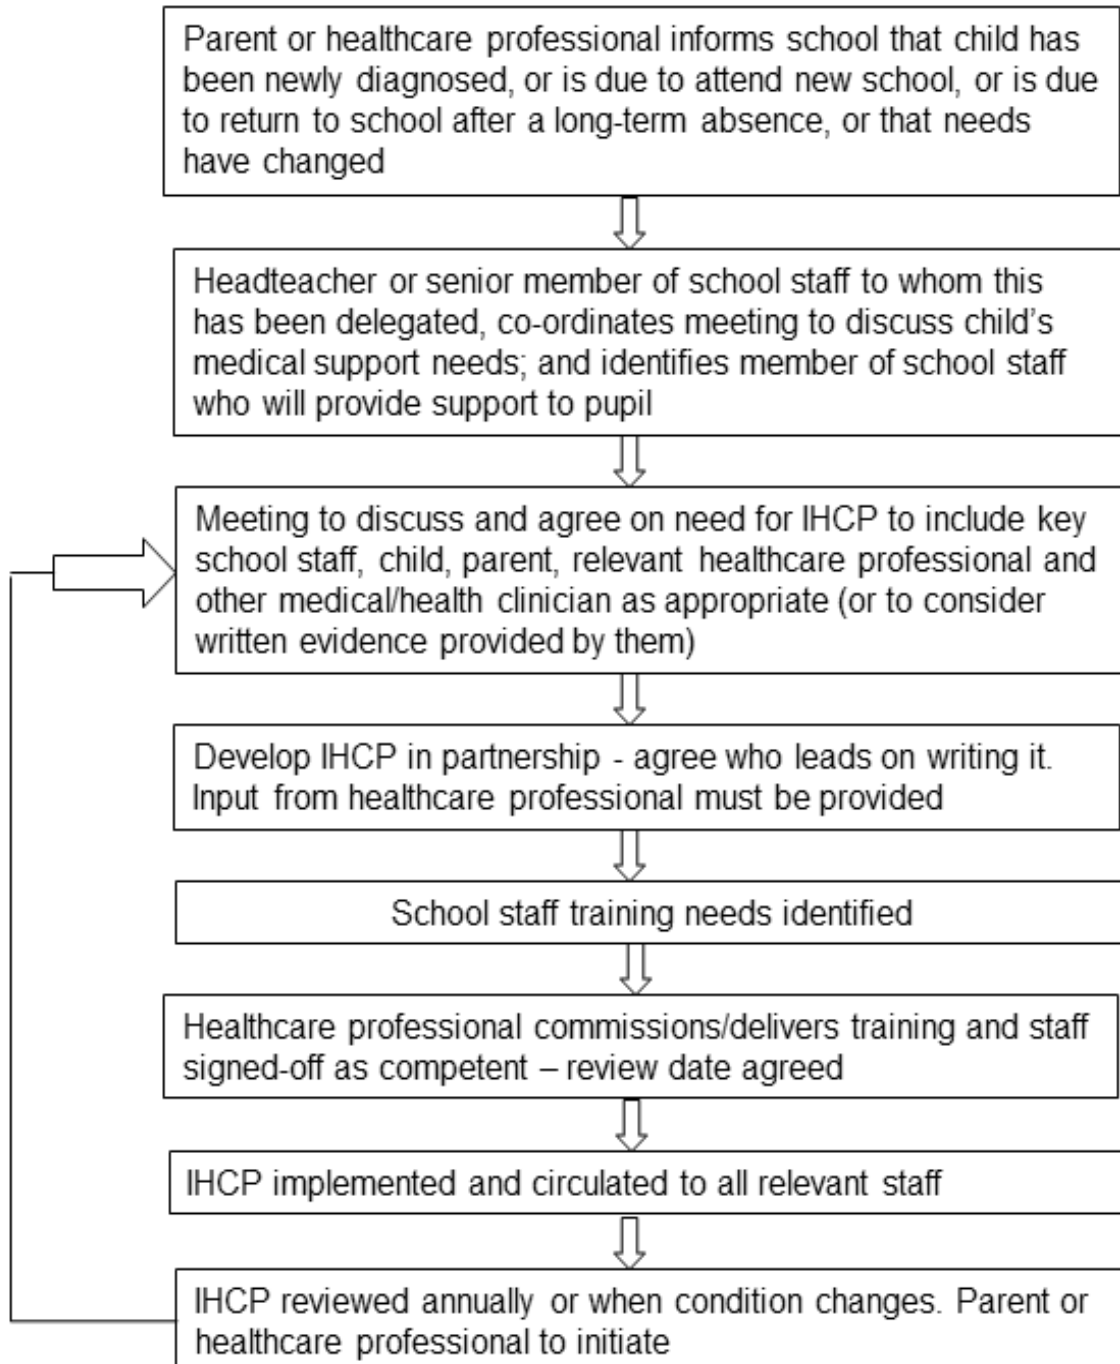 Parent or healthcare professional informs school that child has
been newly diagnosed, or is due to attend new school, or is due
to return to school after a long-term absence, or that needs
have changed
Headteacher or senior member of school staff to whom this
has been delegated, co-ordinates meeting to discuss child’s
medical support needs; and identifies member of school staff
who will provide support to pupil
Meeting to discuss and agree on need for IHCP to include key
school staff, child, parent, relevant healthcare professional and
other medical/health clinician as appropriate (or to consider
written evidence provided by them)
Develop IHCP in partnership - agree who leads on writing it.
Input from healthcare professional must be provided
School staff training needs identified
Healthcare professional commissions/delivers training and staff
signed-off as competent – review date agreed
IHCP implemented and circulated to all relevant staff
IHCP reviewed annually or when condition changes. Parent or
healthcare professional to initiate